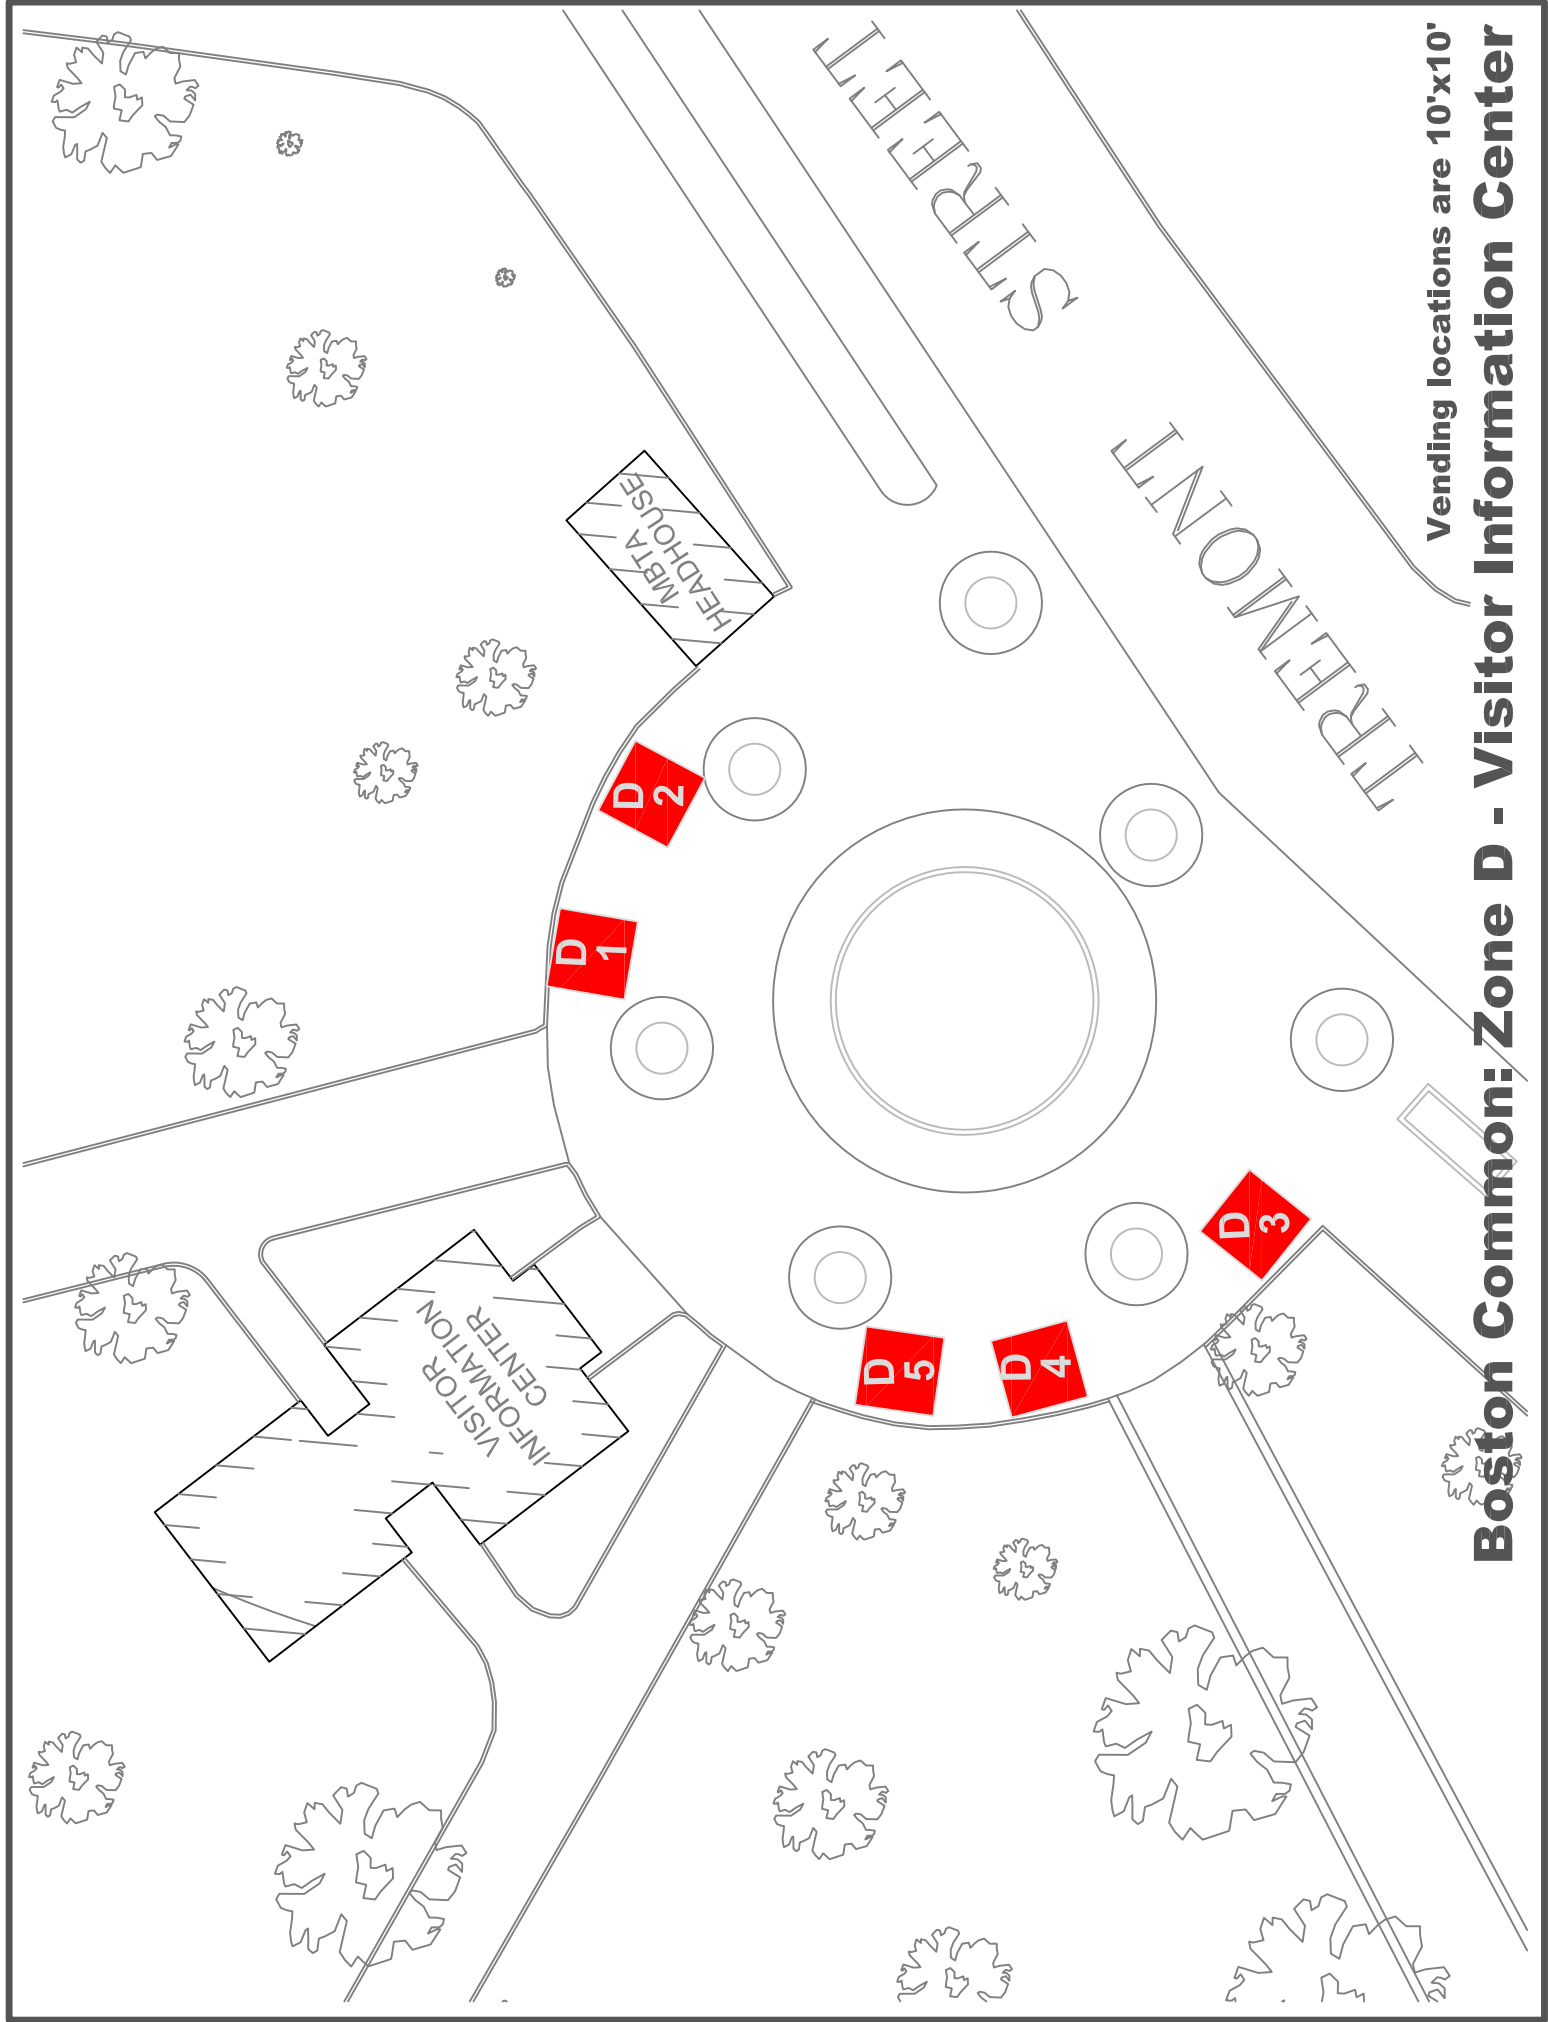 MBTA
HEADHOUSE
D
2
D
1
VISITOR
INFORMATION
CENTER
D
5
D
4
D
3
TREMONT STREET
Vending locations are 10'x10'
Boston Common: Zone D - Visitor Information Center